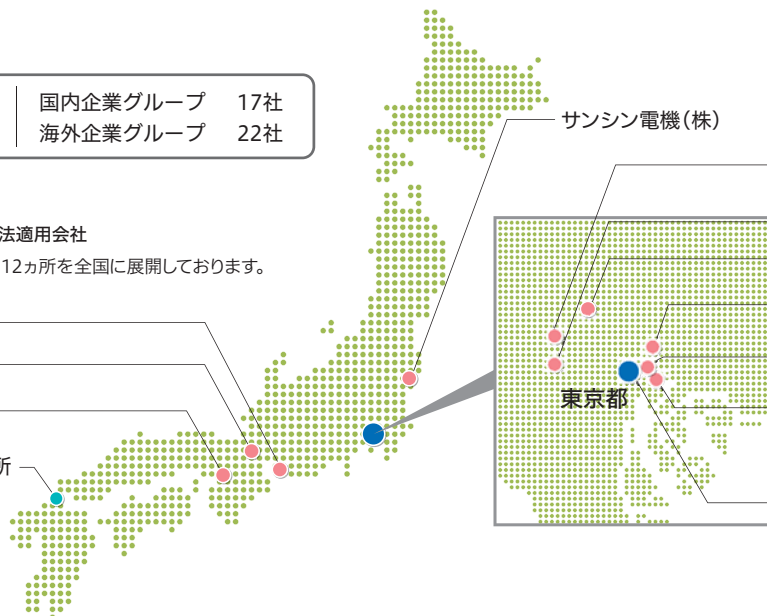 国内企業グループ 17社
海外企業グループ 22社
サンシン電機(株)
法適用会社
12ヵ所を全国に展開しております。
東京都
所